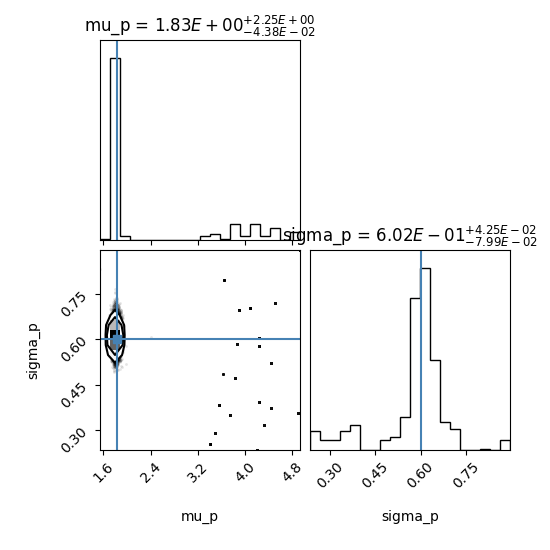 mu_p = 1.83E + 00 +2.25E + 00 −4.38E − 02
sigma_p = 6.02E − 01 +4.25E − 02 −7.99E − 02
0.75
0.60
0.45
0.30
sigma_p
1.6 2.4 3.2 4.0 4.8
0.30 0.45 0.60 0.75
mu_p
sigma_p